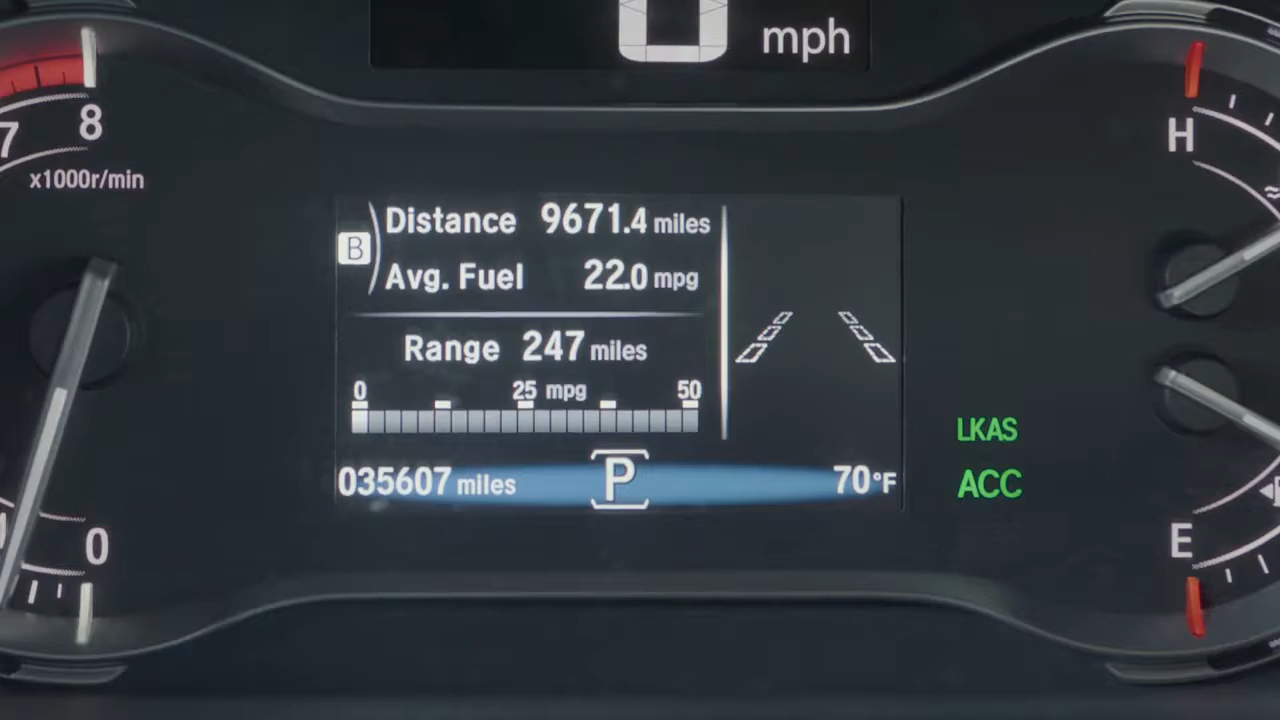 0 mph
7 8
x1000r/min
H
B Distance 9671.4 miles
Avg. Fuel 22.0 mpg
Range 247 miles
0 25 mpg 50
LKAS
035607 miles P 70°F
ACC
0
E